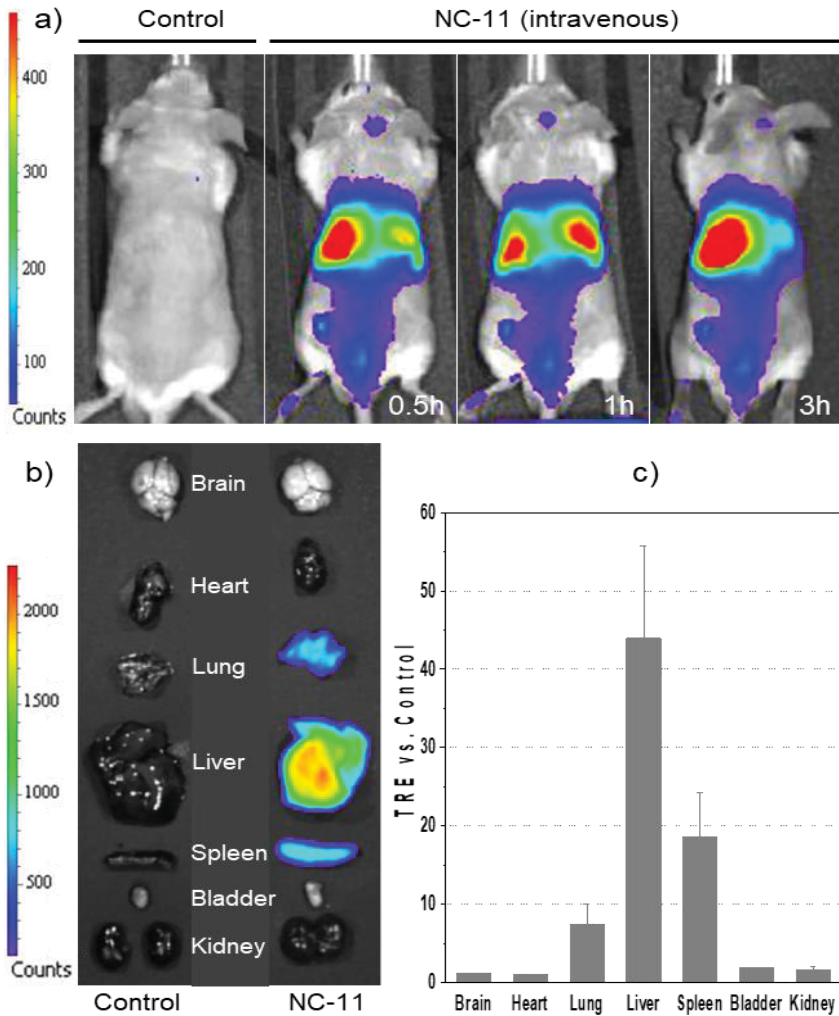 a)
Control
NC-11 (intravenous)
400
300
200
100
Counts
0.5h
1h
3h
b)
Brain
Heart
Lung
Liver
Spleen
Bladder
Kidney
2000
1500
1000
500
Counts
Control
NC-11
c)
TRE vs. Control
60
50
40
30
20
10
0
Brain Heart Lung Liver Spleen Bladder Kidney